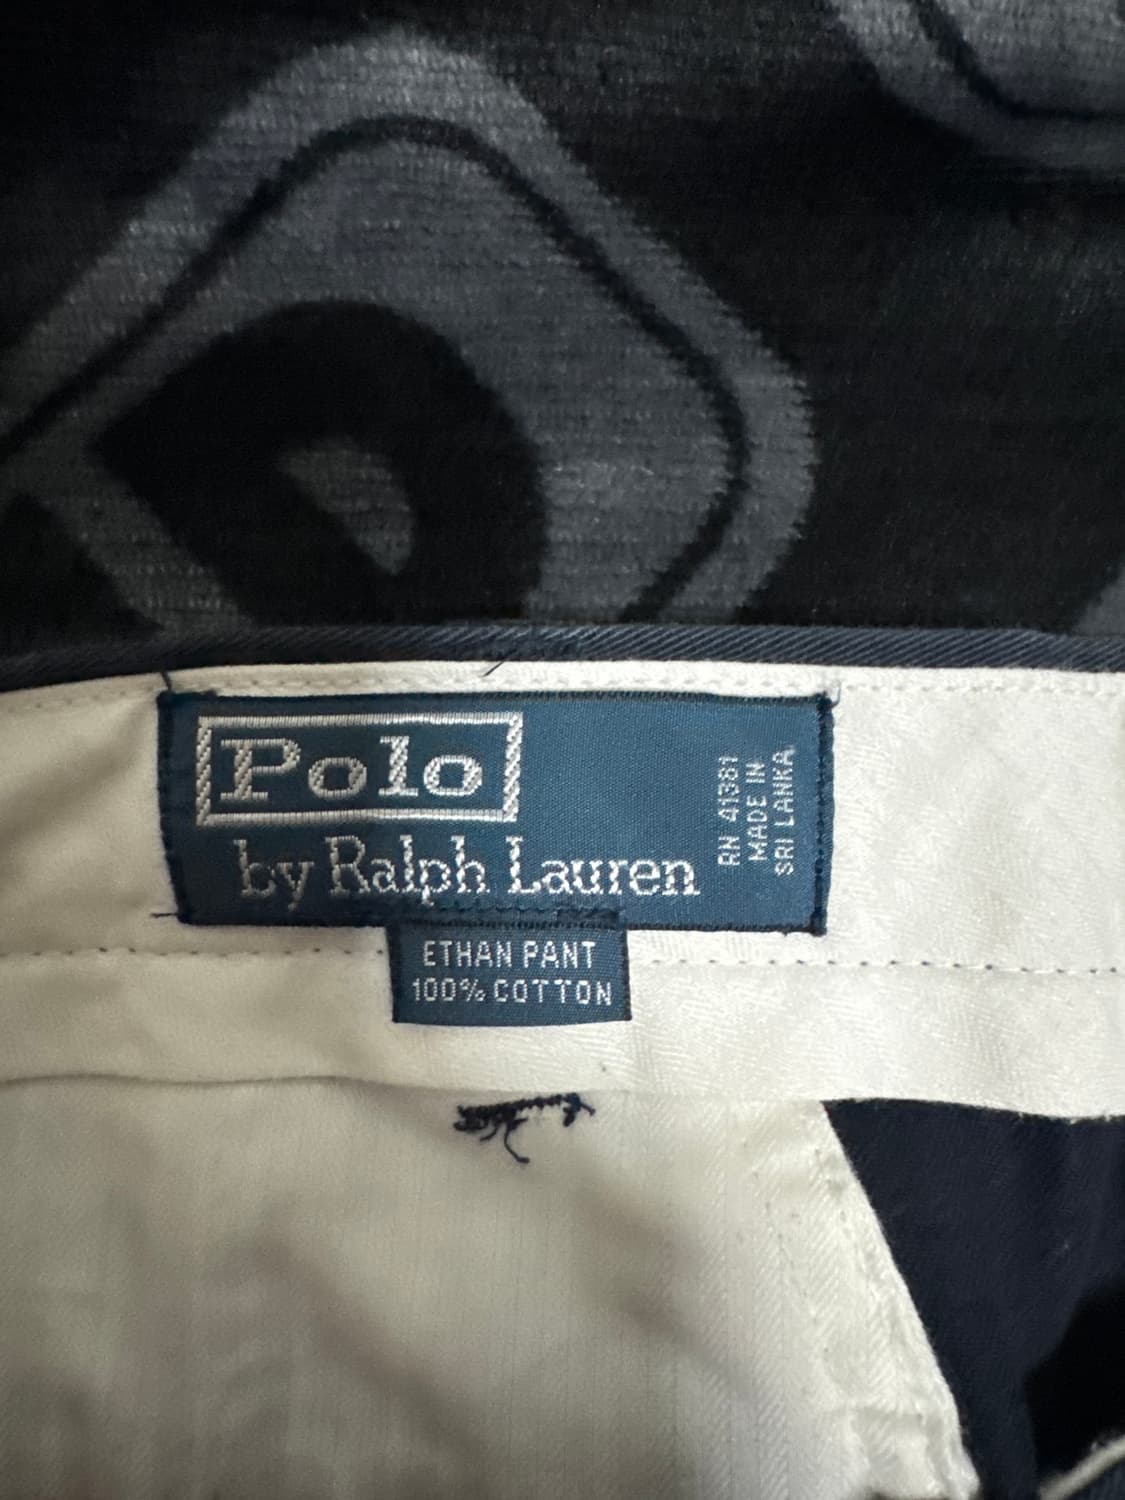 Polo
by Ralph Lauren
RN 41381
MADE IN
SRI LANKA
ETHAN PANT
100% COTTON